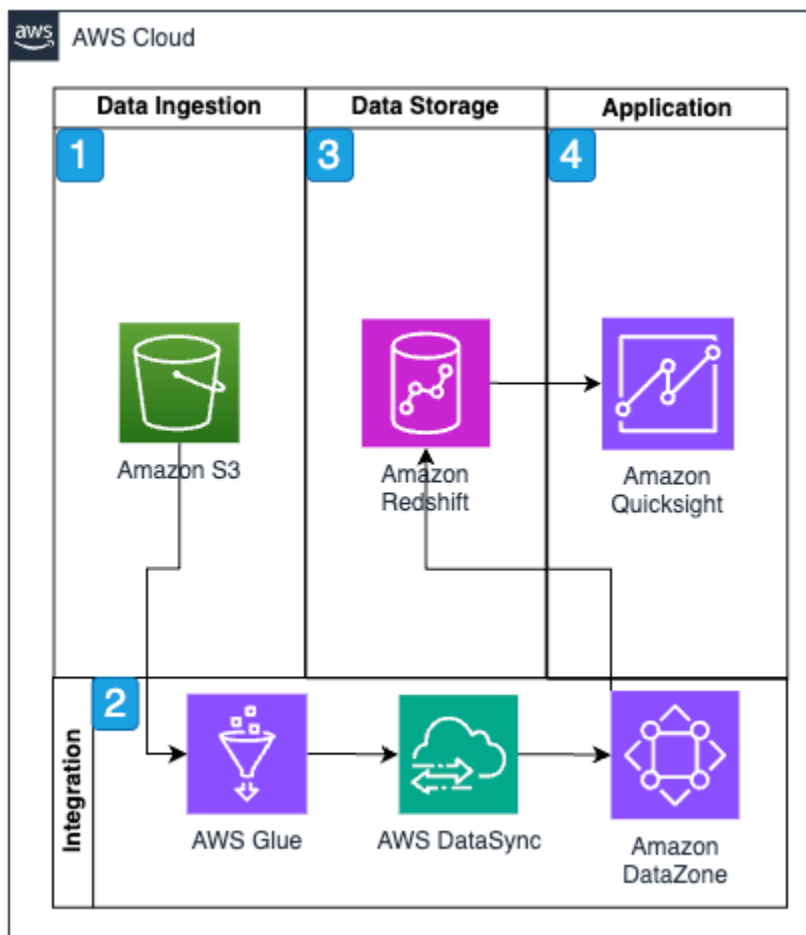 aws
AWS Cloud
Data Ingestion
Data Storage
Application
1
3
4
Amazon S3
Amazon
Redshift
Amazon
Quicksight
2
Integration
AWS Glue
AWS DataSync
Amazon
DataZone